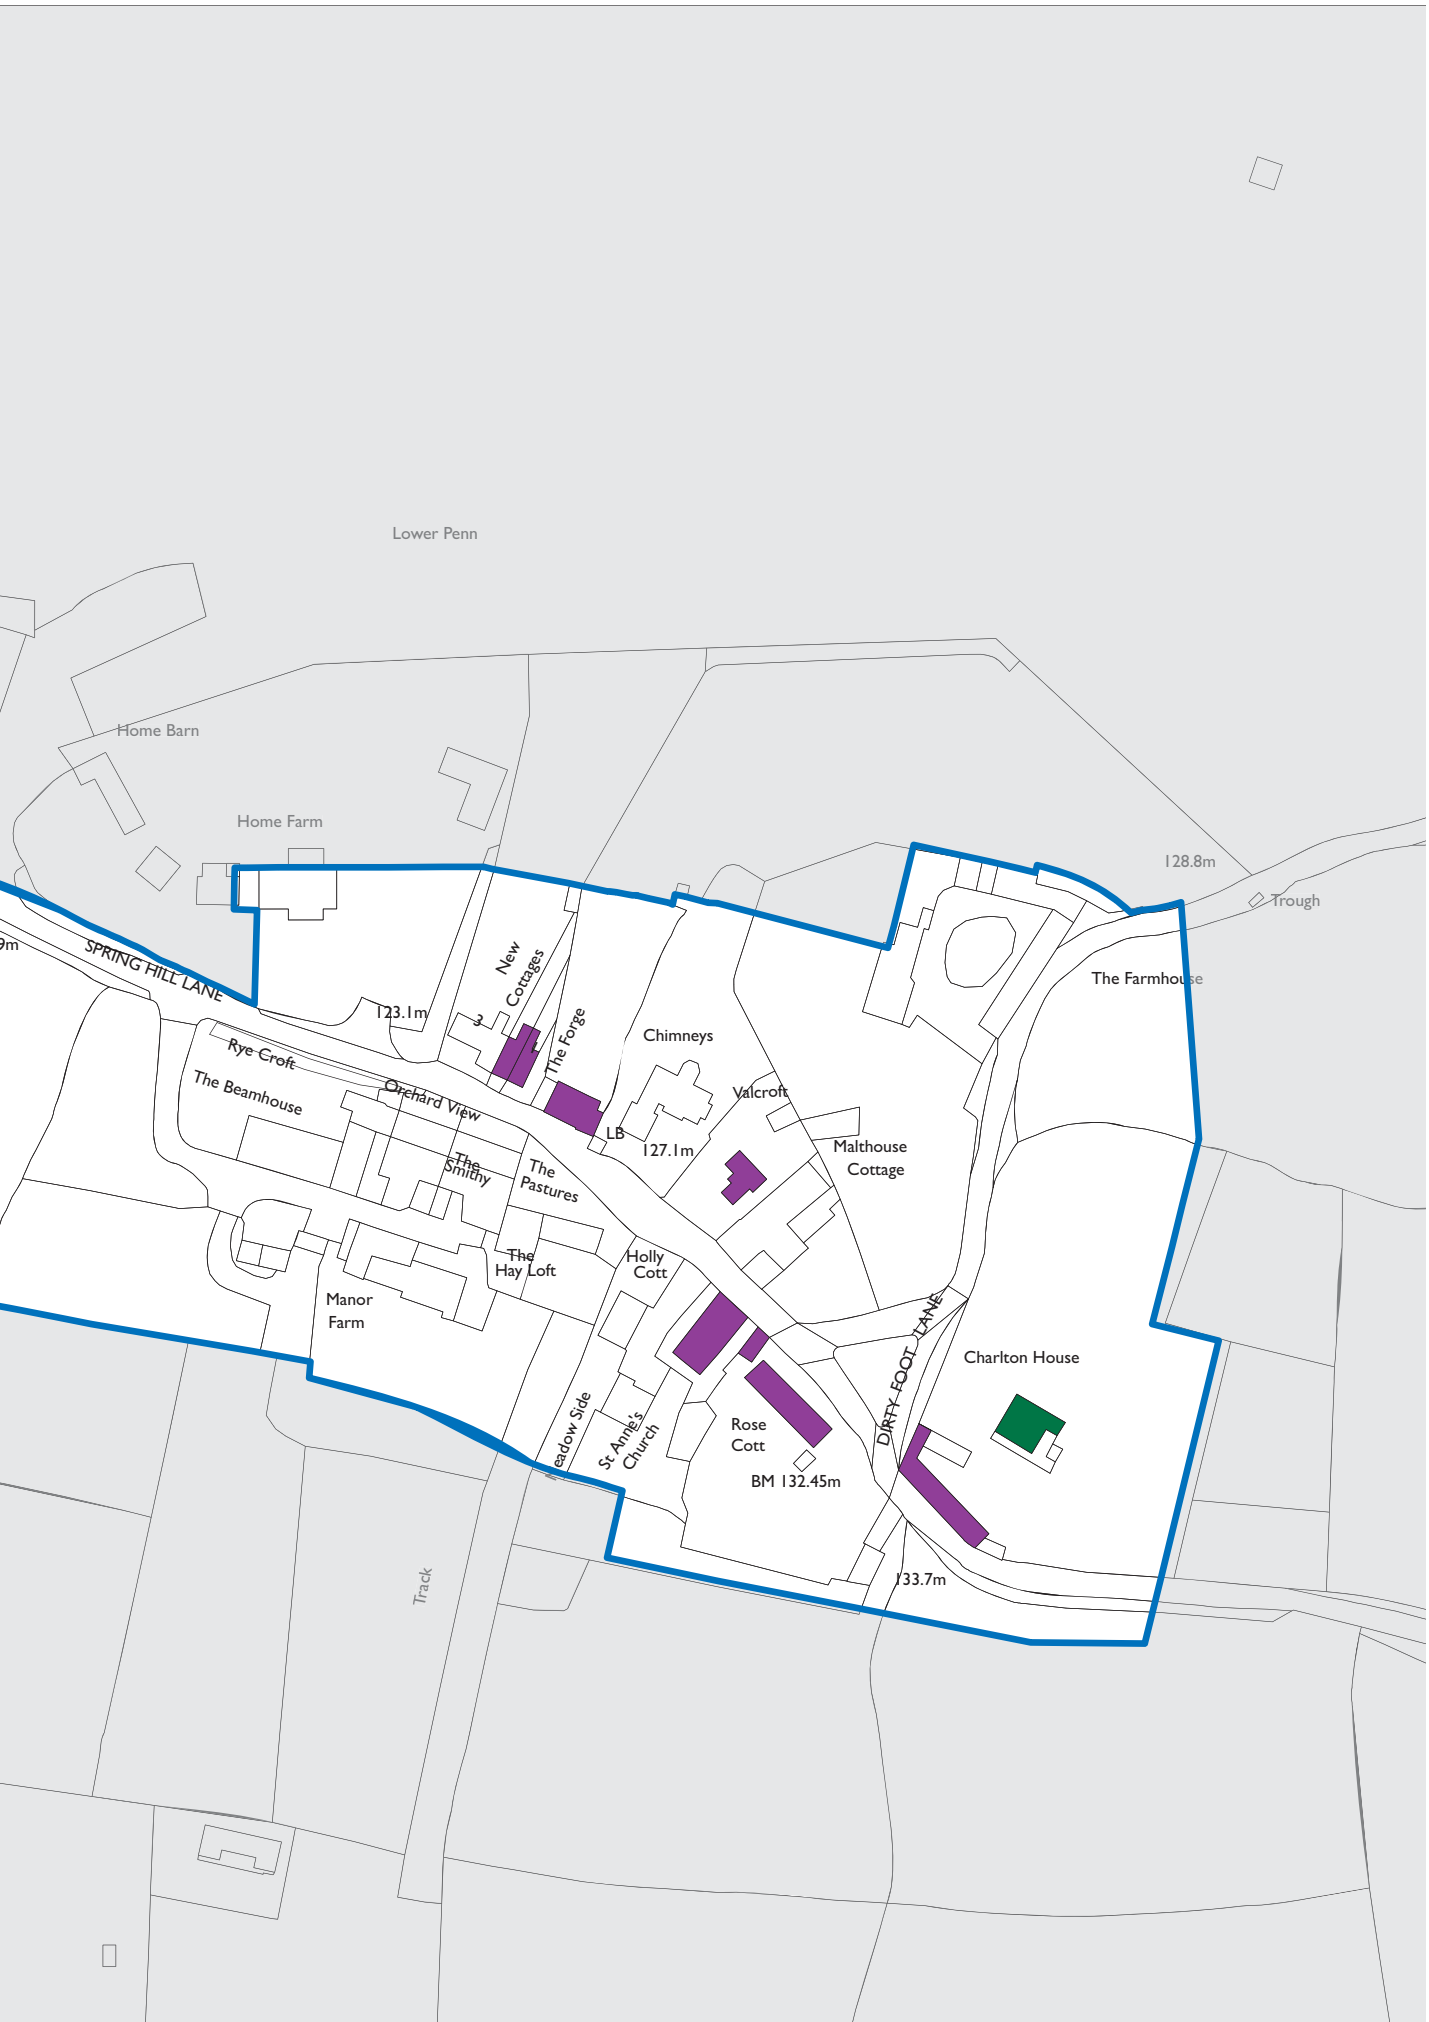 Lower Penn
Home Barn
Home Farm
128.8m
Trough
9m
SPRING HILL LANE
New
Cottages
The Farmhouse
3
123.1m
1
The Forge
Chimneys
Rye Croft
The Beamhouse
Orchard View
Valcroft
LB
127.1m
Malthouse
Cottage
The
Smithy
The
Pastures
The
Hay Loft
Holly
Cott
Manor
Farm
DIRTY FOOT LANE
Charlton House
Meadow Side
St Anne's
Church
Rose
Cott
BM 132.45m
133.7m
Track